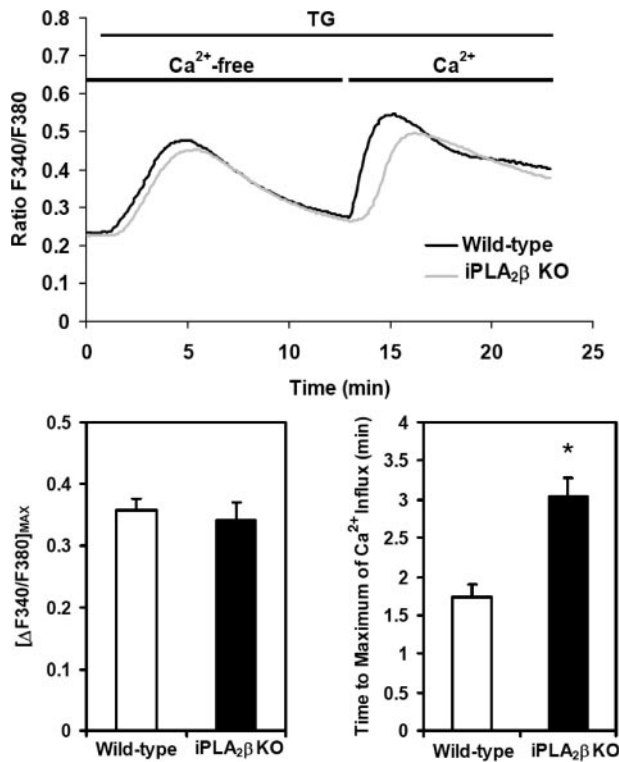 TG
Ca²⁺-free Ca²⁺
Ratio F340/F380
0.8
0.7
0.6
0.5
0.4
0.3
0.2
0.1
0
Wild-type
iPLA₂β KO
0 5 10 15 20 25
Time (min)
[ΔF340/F380]MAX
0.5
0.4
0.3
0.2
0.1
0
Wild-type iPLA₂β KO
Time to Maximum of Ca²⁺ Influx (min)
4
3.5
3
2.5
2
1.5
1
0.5
0
*
Wild-type iPLA₂β KO